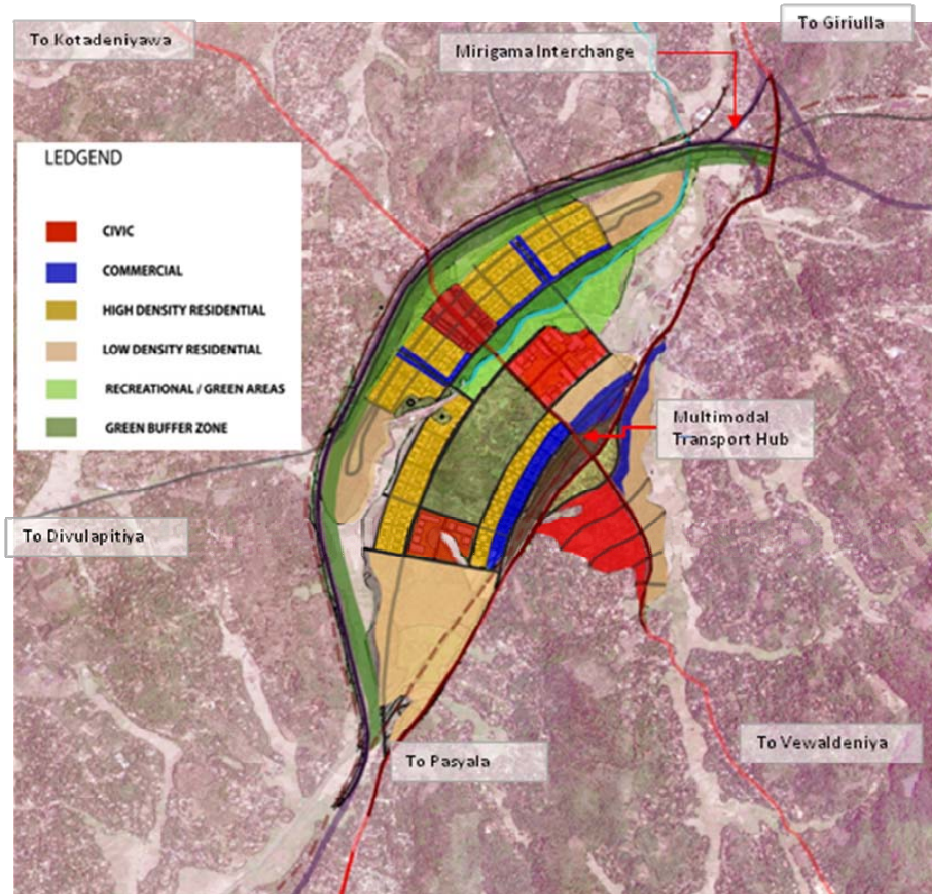 To Giriulla
To Kotadeniyawa
Mirigama Interchange
LEDGEND
CIVIC
COMMERCIAL
HIGH DENSITY RESIDENTIAL
LOW DENSITY RESIDENTIAL
RECREATIONAL / GREEN AREAS
GREEN BUFFER ZONE
Multimodal
Transport Hub
To Divulapitiya
To Pasyala
To Vewaldeniya